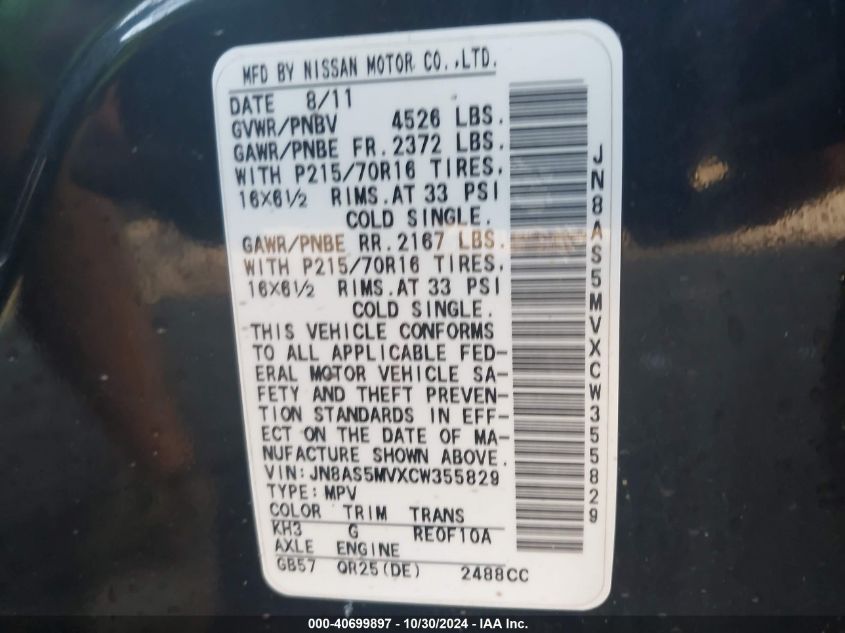 MFD BY NISSAN MOTOR CO.,LTD.
DATE 8/11
GVWR/PNBV 4526 LBS.
GAWR/PNBE FR. 2372 LBS.
WITH P215/70R16 TIRES,
16X6½ RIMS. AT 33 PSI
COLD SINGLE.
GAWR/PNBE RR. 2167 LBS.
WITH P215/70R16 TIRES,
16X6½ RIMS. AT 33 PSI
COLD SINGLE.
THIS VEHICLE CONFORMS
TO ALL APPLICABLE FED-
ERAL MOTOR VEHICLE SA-
FETY AND THEFT PREVEN-
TION STANDARDS IN EFF-
ECT ON THE DATE OF MA-
NUFACTURE SHOWN ABOVE.
VIN: JN8AS5MVXCW355829
TYPE: MPV
COLOR TRIM TRANS
KH3 G RE0F10A
AXLE ENGINE
GB57 QR25(DE) 2488CC
JN8AS5MVXCW355829
000-40699897 - 10/30/2024 - IAA Inc.